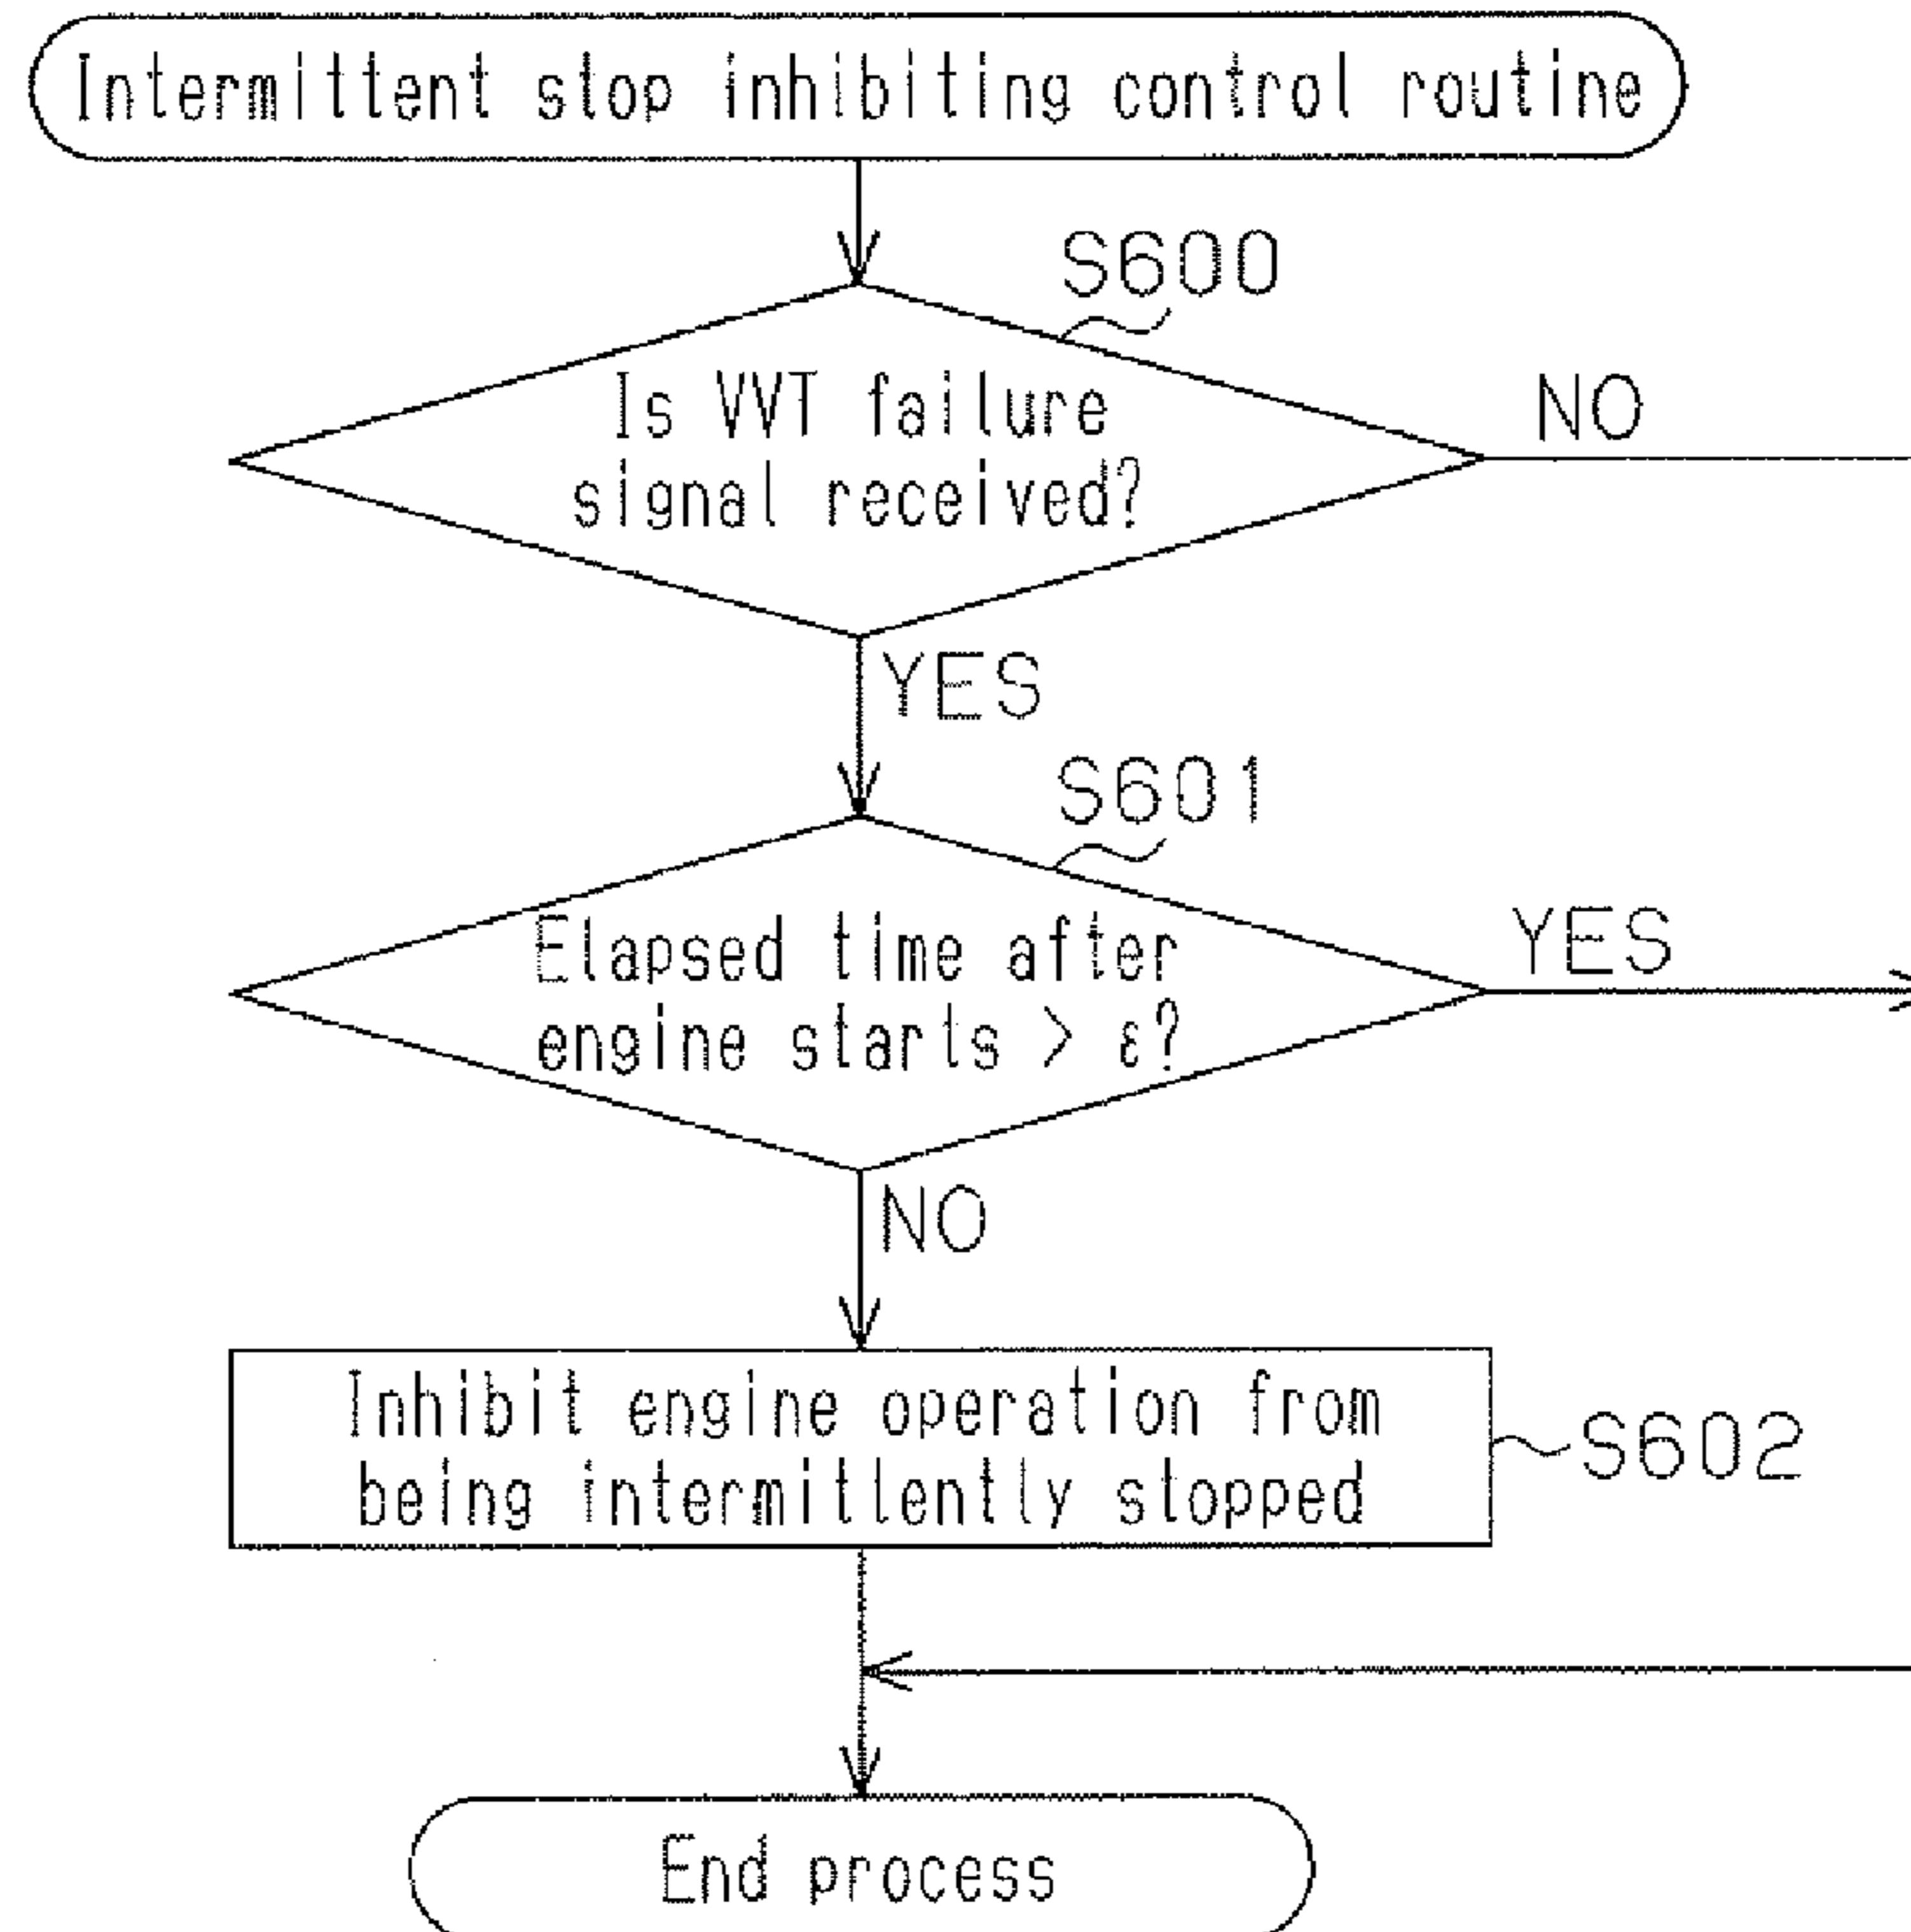 Intermittent stop inhibiting control routine
S600
Is VVT failure
signal received?
NO
YES
S601
Elapsed time after
engine starts > ε?
YES
NO
Inhibit engine operation from
being intermittently stopped
S602
End process